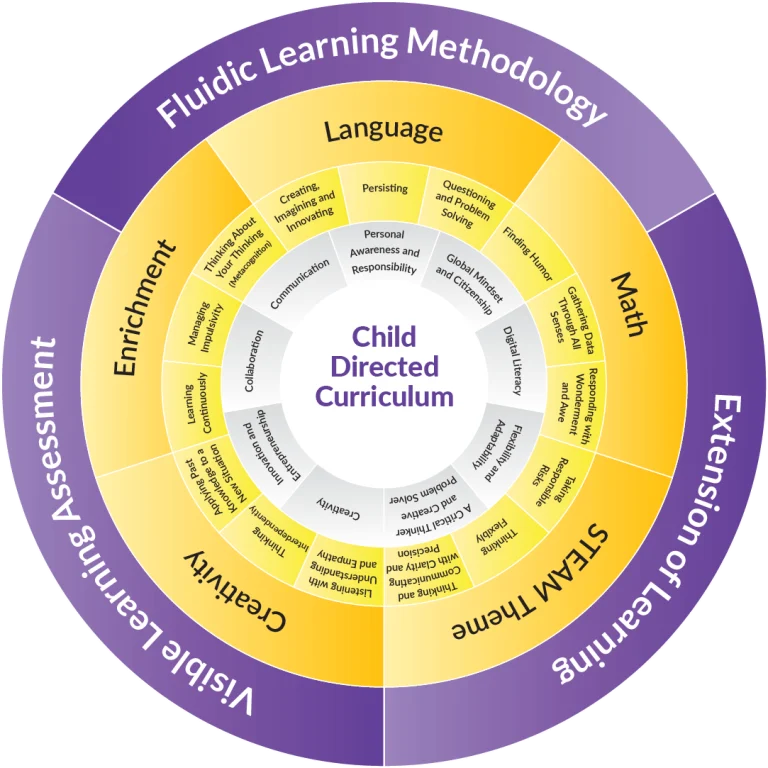 Fluidic Learning Methodology
Extension of Learning
Visible Learning Assessment
Language
Math
STEAM Theme
Creativity
Enrichment
Persisting
Questioning
and Problem
Solving
Finding Humor
Gathering Data
Through All
Senses
Responding with
Wonderment
and Awe
Taking
Responsible
Risks
Thinking
Flexibly
Thinking and
Communicating
with Clarity and
Precision
Listening with
Understanding
and Empathy
Thinking
Interdependently
Applying Past
Knowledge to a
New Situation
Learning
Continuously
Managing
Impulsivity
Thinking About
Your Thinking
(Metacognition)
Creating,
Imagining and
Innovating
Personal
Awareness and
Responsibility
Global Mindset
and Citizenship
Digital Literacy
Flexibility and
Adaptability
A Critical Thinker
and Creative
Problem Solver
Creativity
Innovation and
Entrepreneurship
Collaboration
Communication
Child
Directed
Curriculum